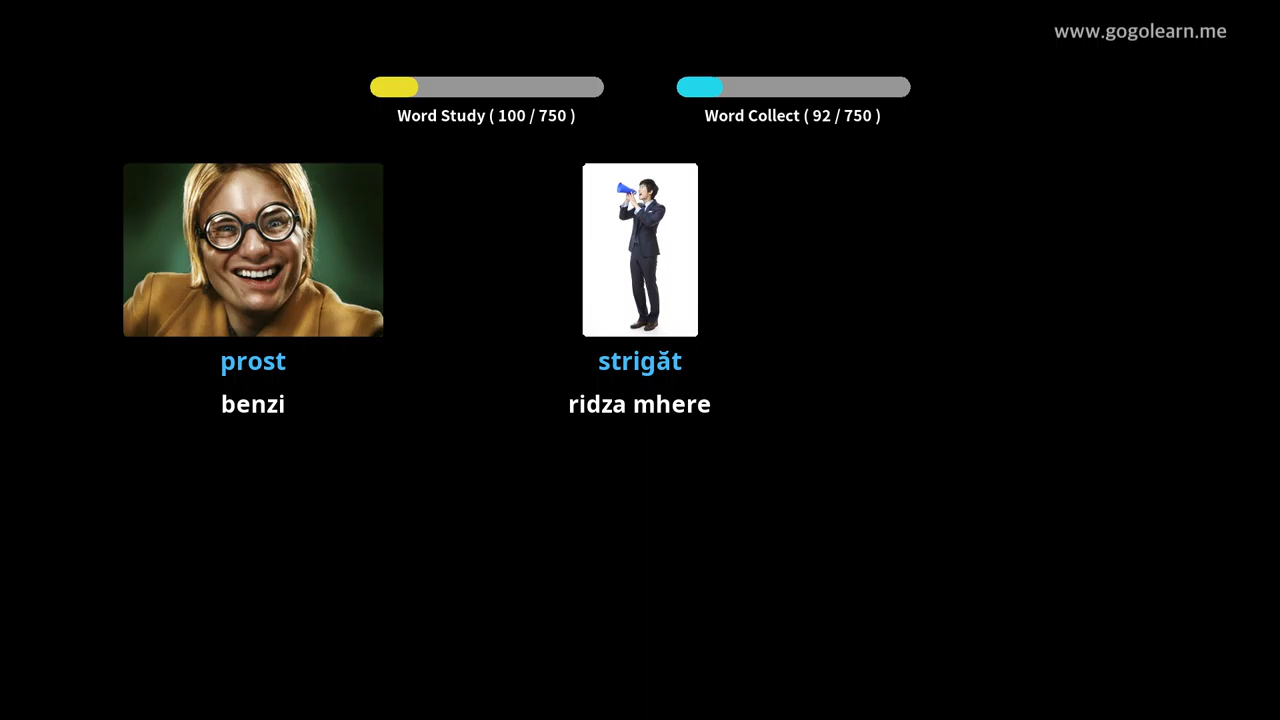 www.gogolearn.me
Word Study ( 100 / 750 )
Word Collect ( 92 / 750 )
prost
strigăt
benzi
ridza mhere